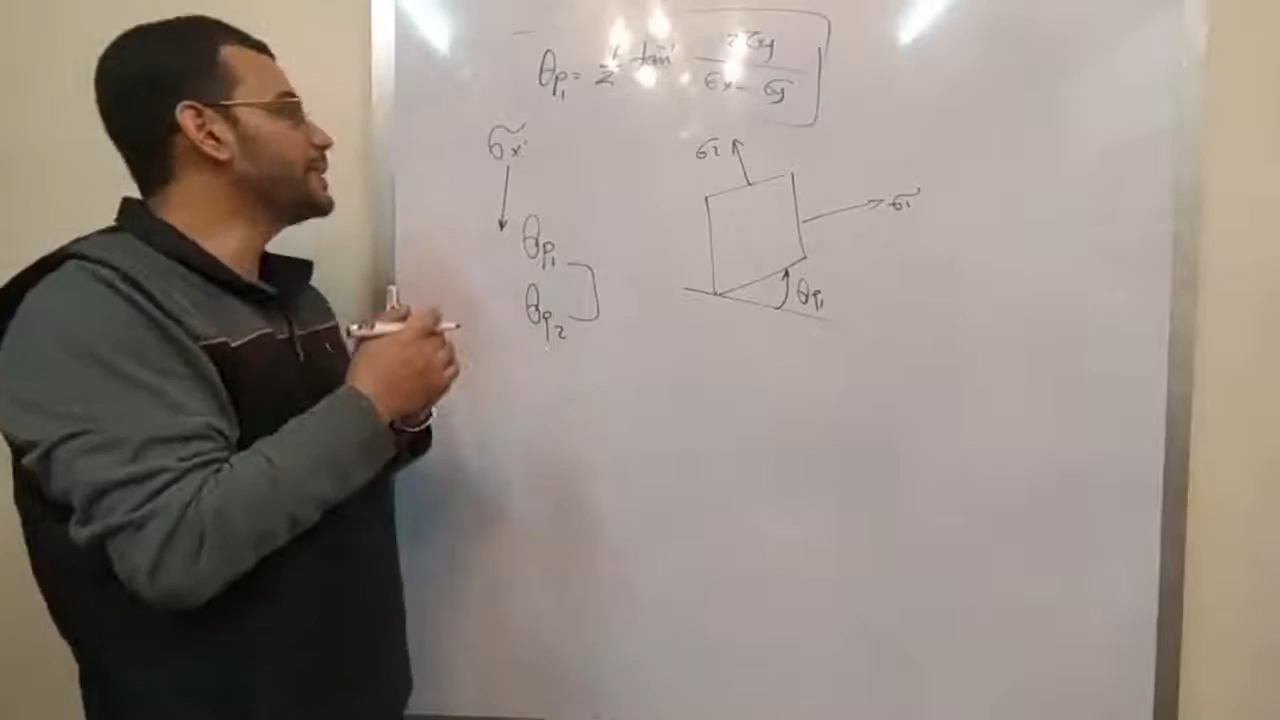 θp₁ = 1/2 tan⁻¹ 2τxy / σx - σy
σx'
σ2
σ1
θp₁
θp₂
θp₁